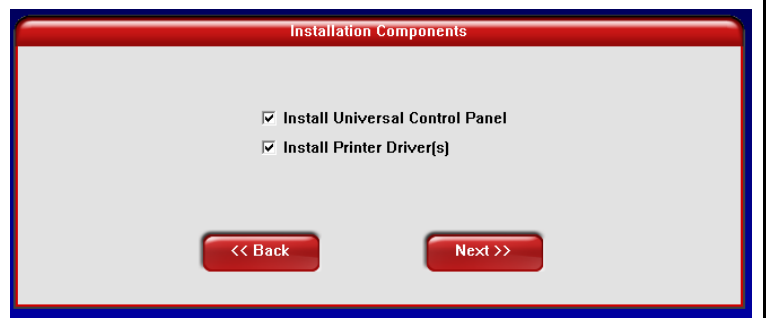 Installation Components
Install Universal Control Panel
Install Printer Driver(s)
<< Back
Next >>